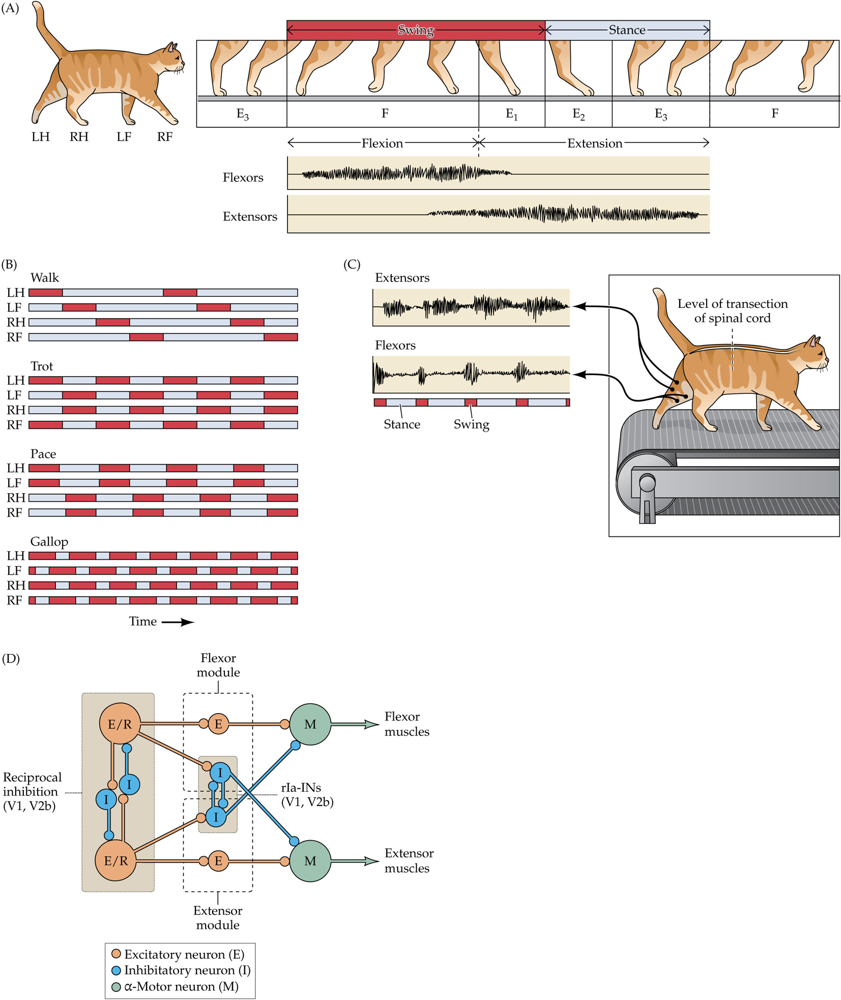 (A)
LH RH LF RF
Swing Stance
E3 F E1 E2 E3 F
Flexion Extension
Flexors
Extensors
(B)
Walk
LH
LF
RH
RF
Trot
LH
LF
RH
RF
Pace
LH
LF
RH
RF
Gallop
LH
LF
RH
RF
Time
(C)
Extensors
Flexors
Stance Swing
Level of transection
of spinal cord
(D)
Flexor
module
E/R E M
Flexor
muscles
I
I
I
I
Reciprocal
inhibition
(V1, V2b)
rIa-INs
(V1, V2b)
E/R E M
Extensor
muscles
Extensor
module
Excitatory neuron (E)
Inhibitatory neuron (I)
α-Motor neuron (M)